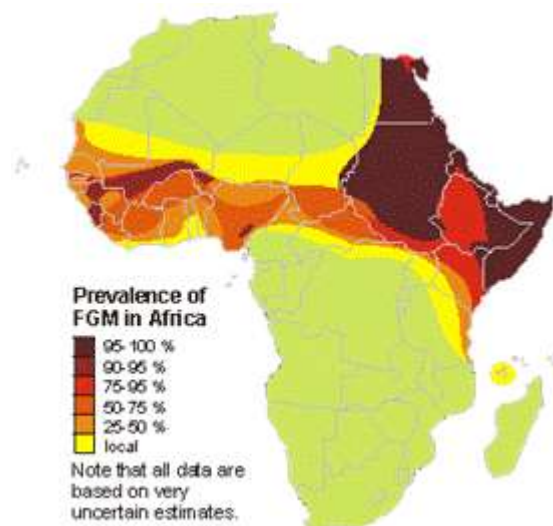 Prevalence of
FGM in Africa
95-100 %
90-95 %
75-95 %
50-75 %
25-50 %
local
Note that all data are
based on very
uncertain estimates.